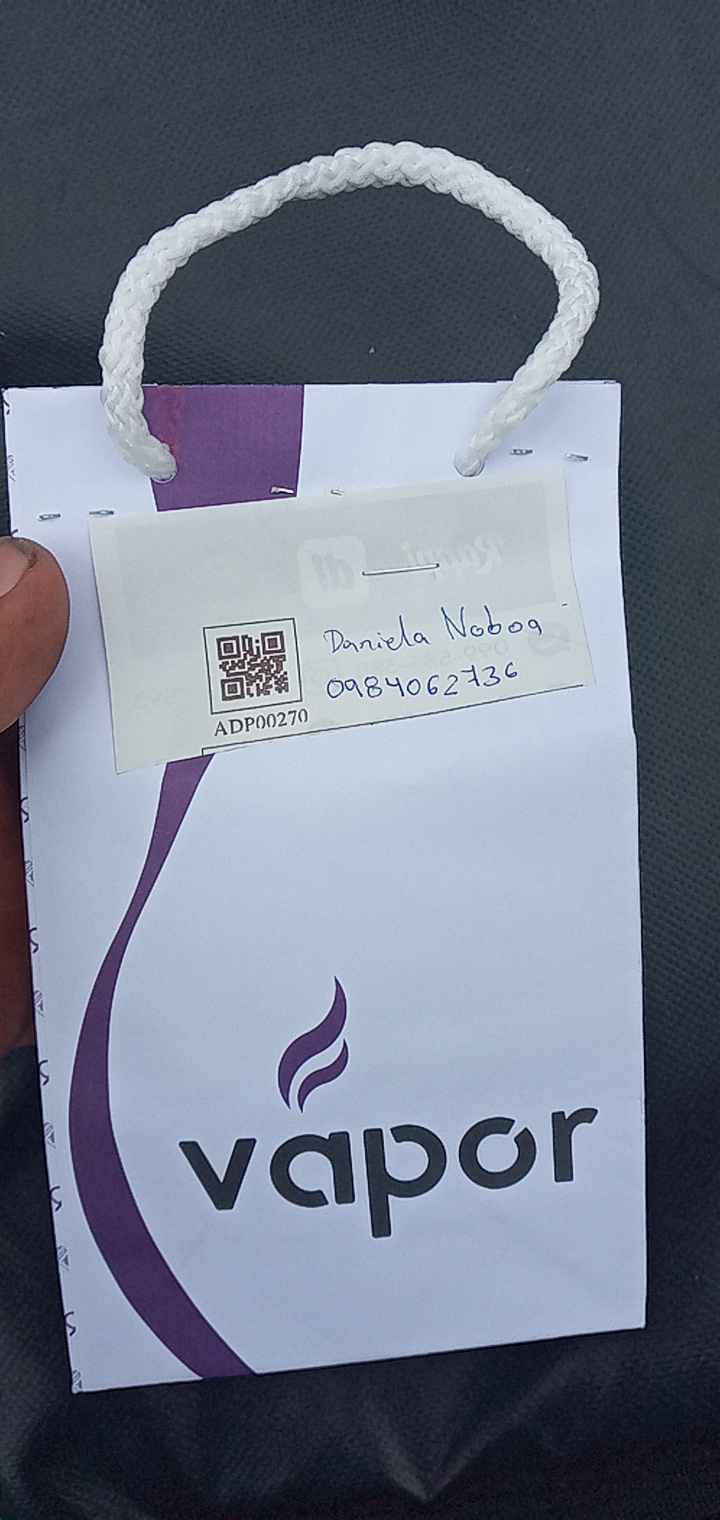 Daniela Noboa
0984062736
ADP00270
vapor